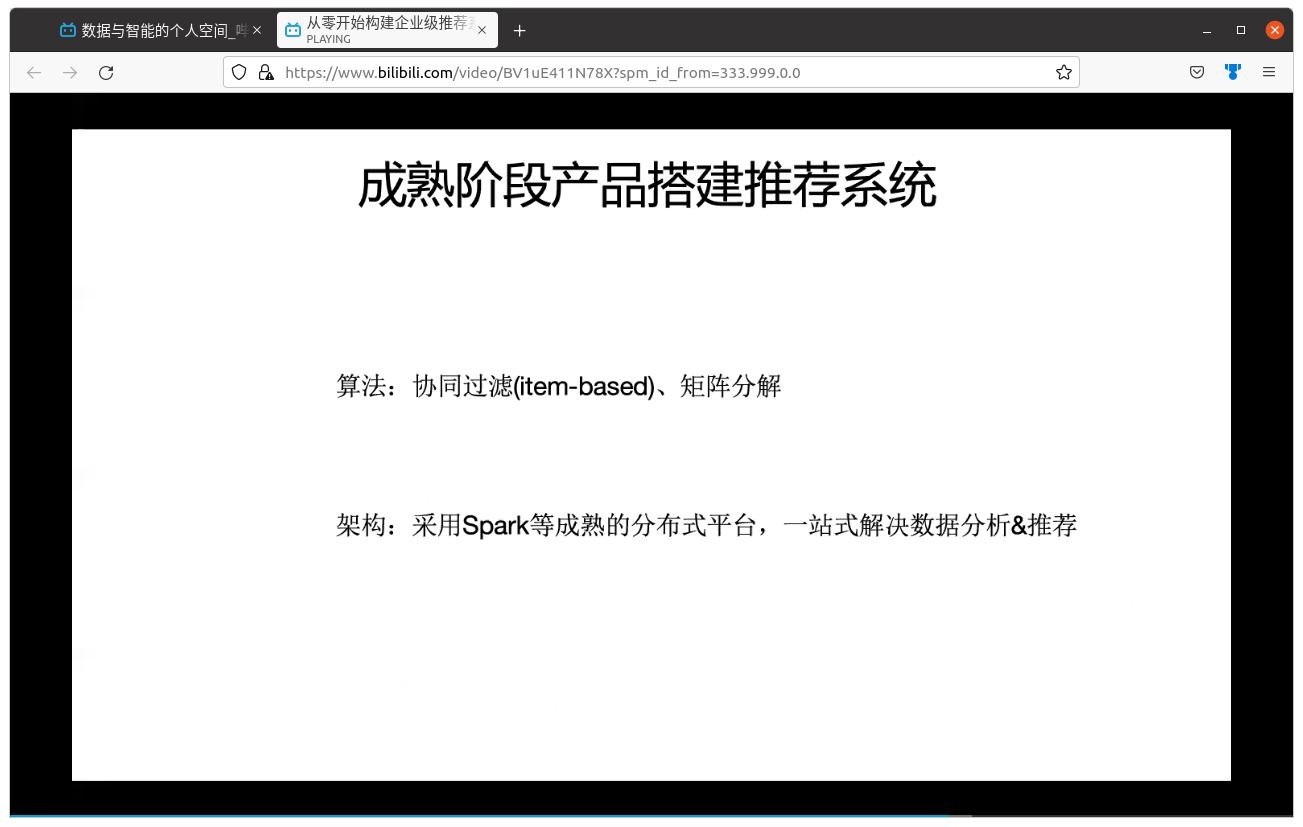 数据与智能的个人空间_哔
从零开始构建企业级推荐系
PLAYING
https://www.bilibili.com/video/BV1uE411N78X?spm_id_from=333.999.0.0
成熟阶段产品搭建推荐系统
算法：协同过滤(item-based)、矩阵分解
架构：采用Spark等成熟的分布式平台，一站式解决数据分析&推荐